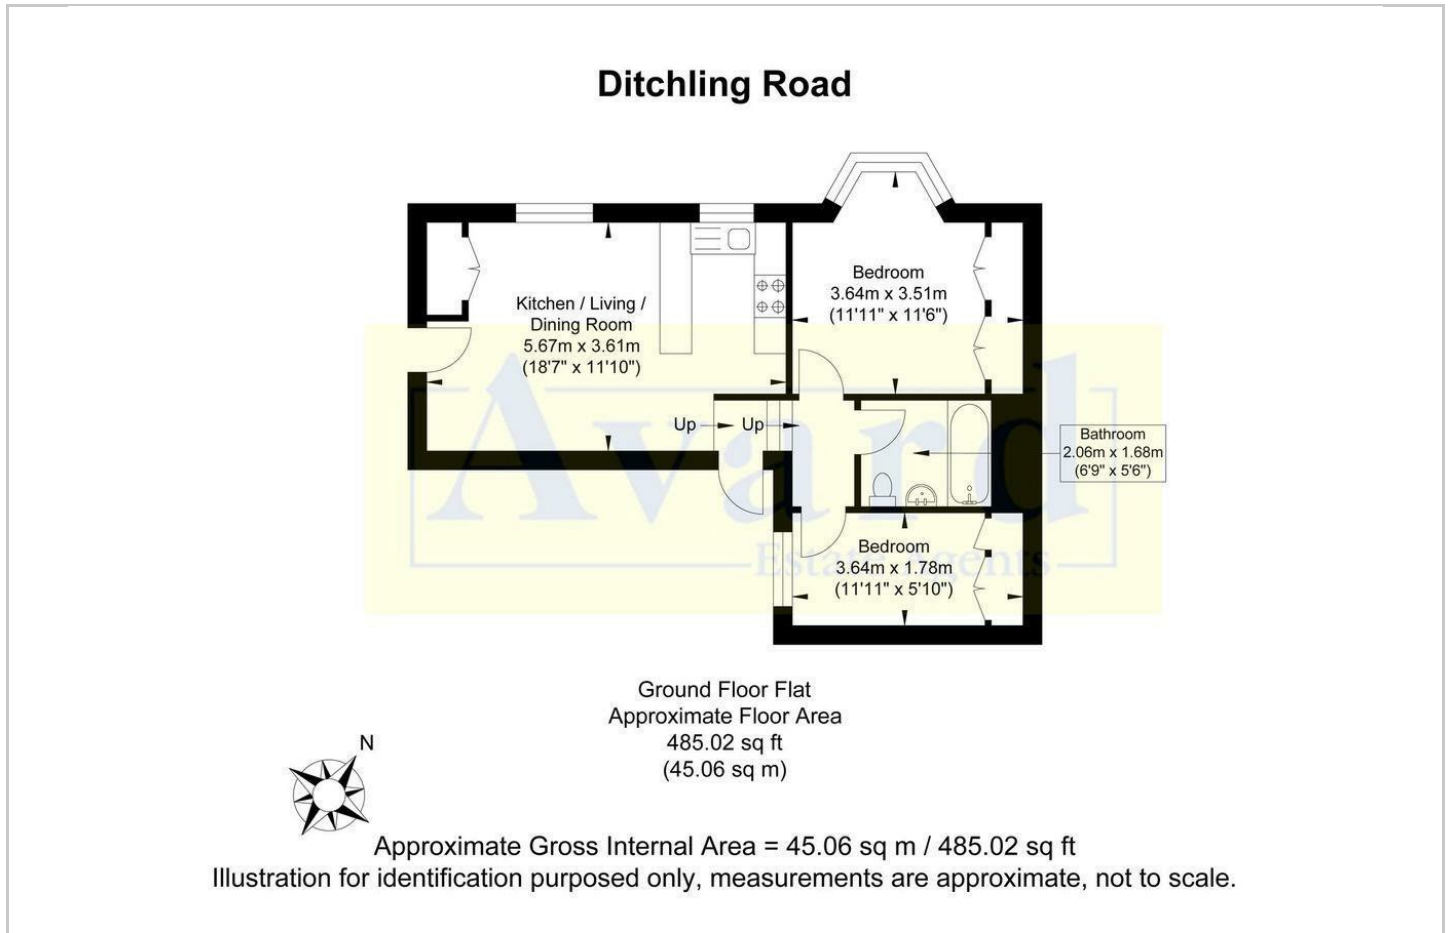 Ditchling Road
Kitchen / Living /
Dining Room
5.67m x 3.61m
(18'7" x 11'10")
Bedroom
3.64m x 3.51m
(11'11" x 11'6")
Up
Up
Bathroom
2.06m x 1.68m
(6'9" x 5'6")
Bedroom
3.64m x 1.78m
(11'11" x 5'10")
Avard
Estate Agents
Ground Floor Flat
Approximate Floor Area
485.02 sq ft
(45.06 sq m)
N
Approximate Gross Internal Area = 45.06 sq m / 485.02 sq ft
Illustration for identification purposed only, measurements are approximate, not to scale.